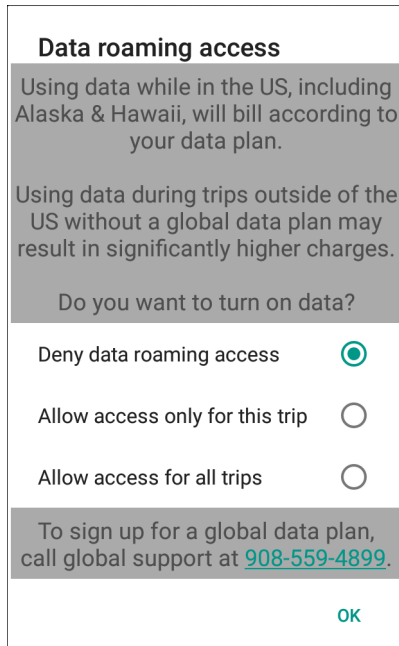 Data roaming access
Using data while in the US, including
Alaska & Hawaii, will bill according to
your data plan.
Using data during trips outside of the
US without a global data plan may
result in significantly higher charges.
Do you want to turn on data?
Deny data roaming access
Allow access only for this trip
Allow access for all trips
To sign up for a global data plan,
call global support at 908-559-4899.
OK